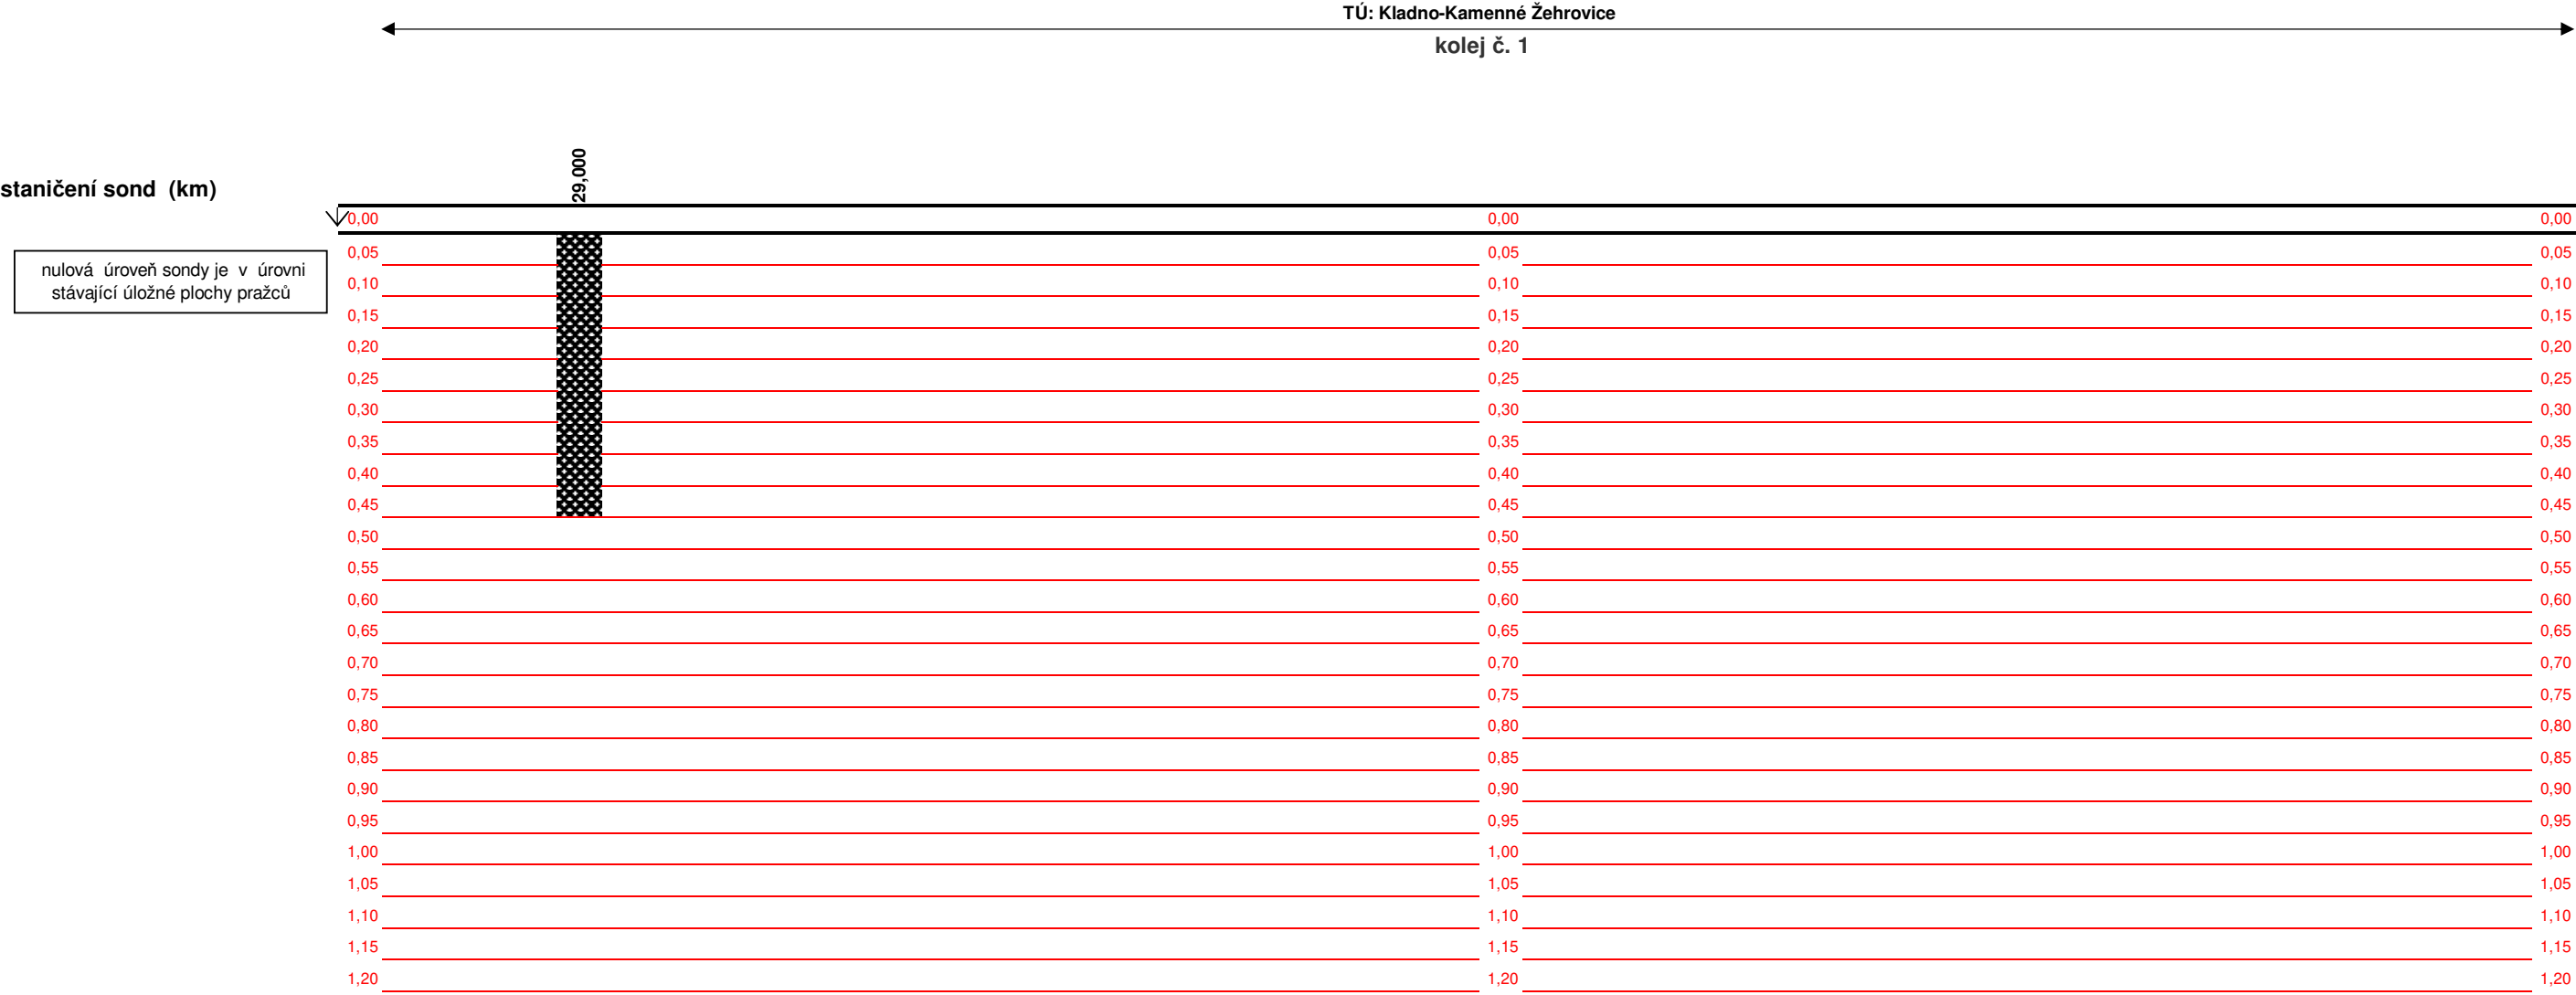 TÚ: Kladno-Kamenné Žehrovice
kolej č. 1
29,000
staničení sond (km)
0,00 0,00 0,00
nulová úroveň sondy je v úrovni
stávající úložné plochy pražců
0,05 0,05 0,05
0,10 0,10 0,10
0,15 0,15 0,15
0,20 0,20 0,20
0,25 0,25 0,25
0,30 0,30 0,30
0,35 0,35 0,35
0,40 0,40 0,40
0,45 0,45 0,45
0,50 0,50 0,50
0,55 0,55 0,55
0,60 0,60 0,60
0,65 0,65 0,65
0,70 0,70 0,70
0,75 0,75 0,75
0,80 0,80 0,80
0,85 0,85 0,85
0,90 0,90 0,90
0,95 0,95 0,95
1,00 1,00 1,00
1,05 1,05 1,05
1,10 1,10 1,10
1,15 1,15 1,15
1,20 1,20 1,20